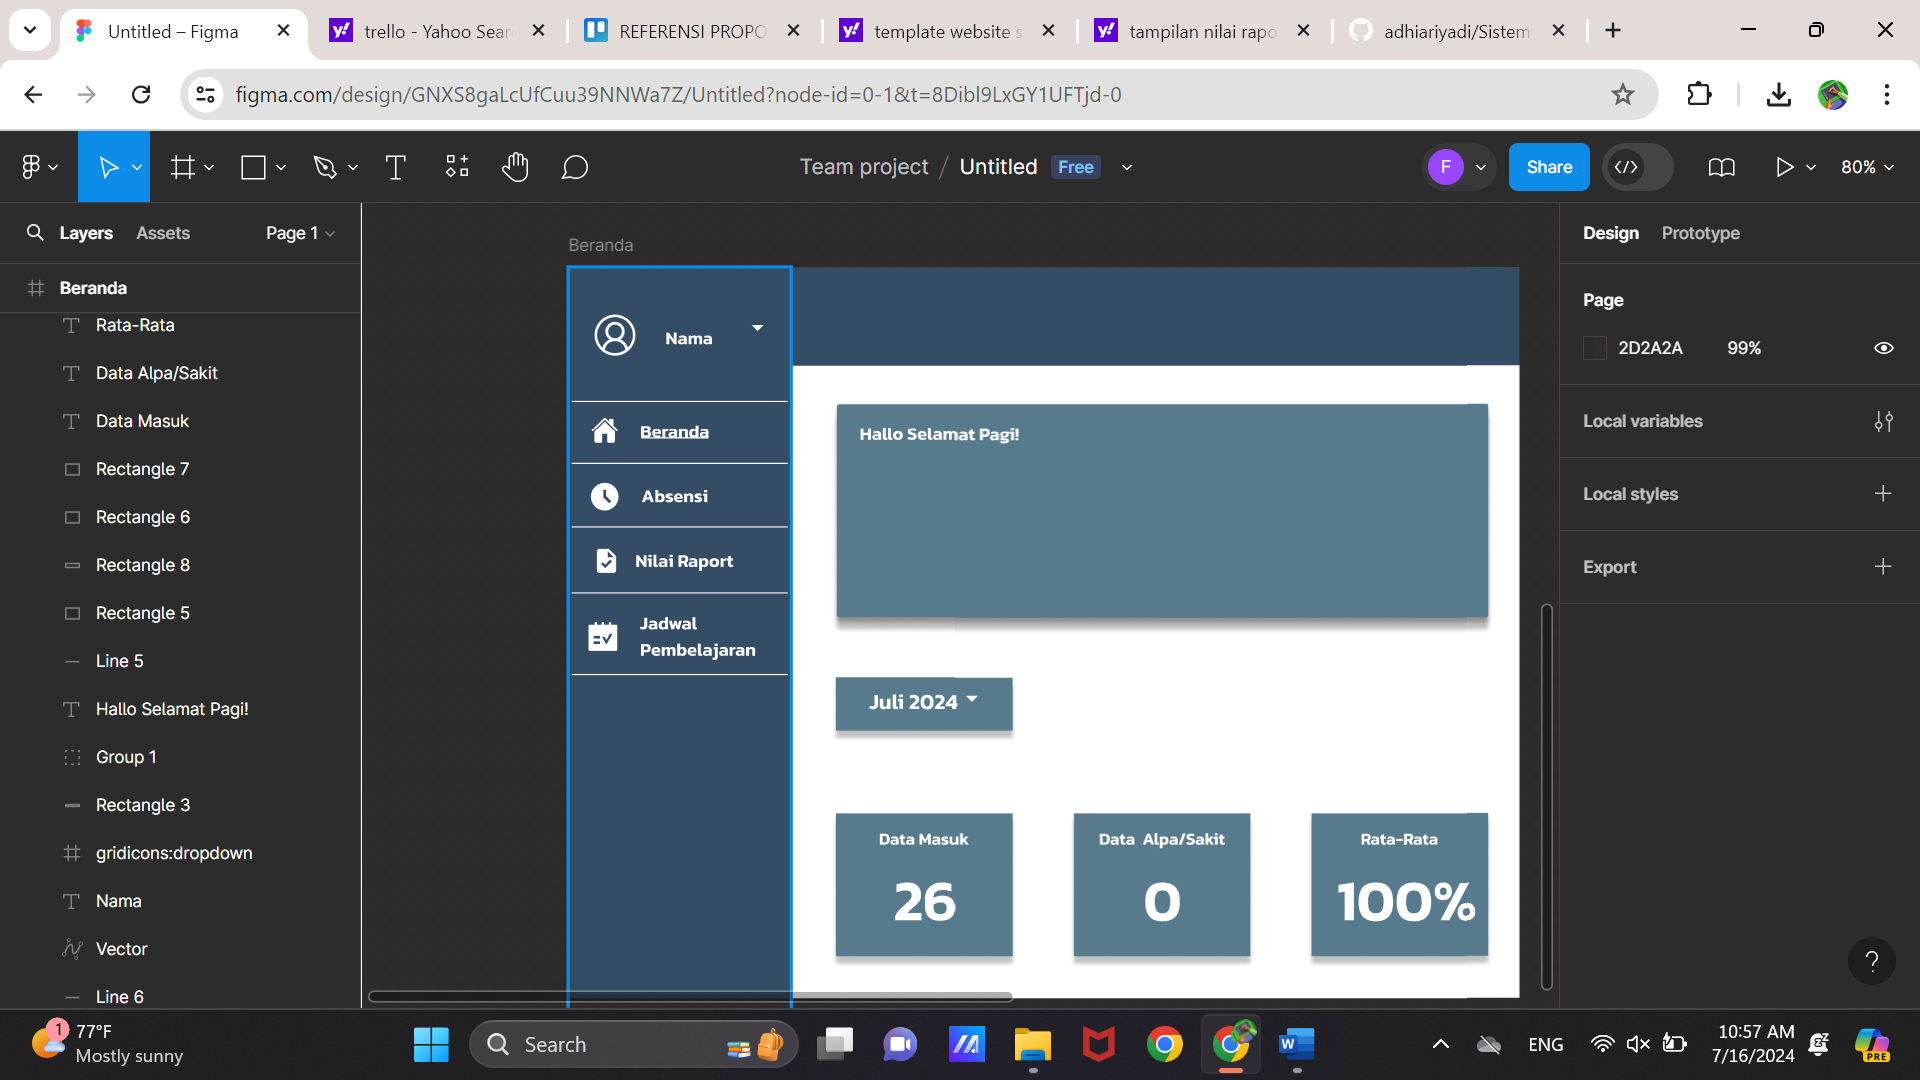 Untitled – Figma
trello - Yahoo Sear
REFERENSI PROPO
template website s
tampilan nilai rapo
adhiariyadi/Sistem
figma.com/design/GNXS8gaLcUfCuu39NNWa7Z/Untitled?node-id=0-1&t=8Dibl9LxGY1UFTjd-0
Team project / Untitled Free
F
Share
80%
Layers
Assets
Page 1
Beranda
Rata-Rata
Data Alpa/Sakit
Data Masuk
Rectangle 7
Rectangle 6
Rectangle 8
Rectangle 5
Line 5
Hallo Selamat Pagi!
Group 1
Rectangle 3
gridicons:dropdown
Nama
Vector
Line 6
Beranda
Nama
Beranda
Absensi
Nilai Raport
Jadwal
Pembelajaran
Hallo Selamat Pagi!
Juli 2024
Data Masuk
26
Data Alpa/Sakit
0
Rata-Rata
100%
Design
Prototype
Page
2D2A2A
99%
Local variables
Local styles
Export
?
1
77°F
Mostly sunny
Search
ENG
10:57 AM
7/16/2024
PRE